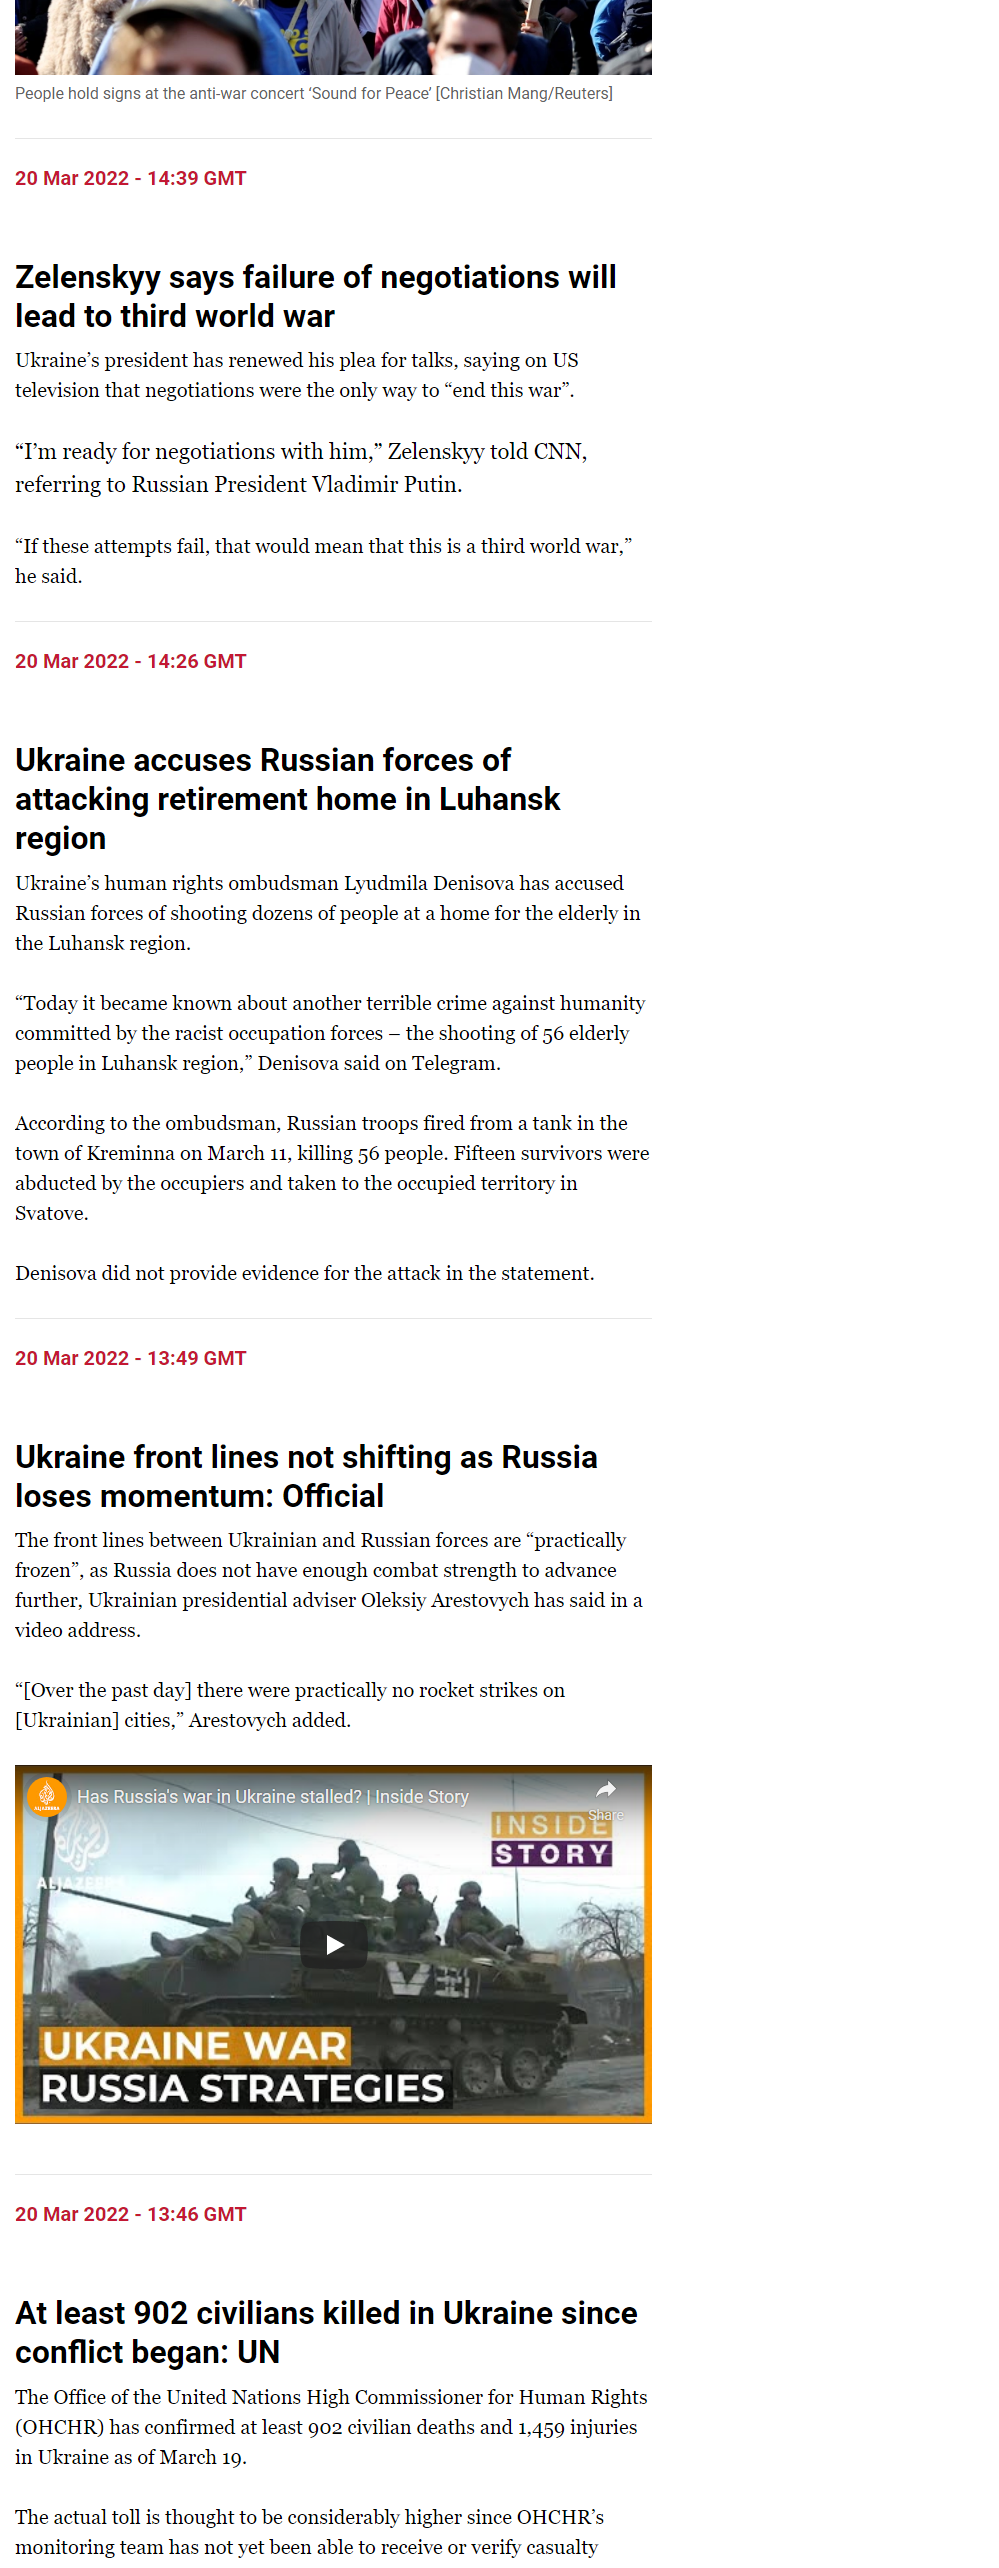 People hold signs at the anti-war concert ‘Sound for Peace’ [Christian Mang/Reuters]
20 Mar 2022 - 14:39 GMT
Zelenskyy says failure of negotiations will
lead to third world war
Ukraine’s president has renewed his plea for talks, saying on US
television that negotiations were the only way to “end this war”.
“I’m ready for negotiations with him,” Zelenskyy told CNN,
referring to Russian President Vladimir Putin.
“If these attempts fail, that would mean that this is a third world war,”
he said.
20 Mar 2022 - 14:26 GMT
Ukraine accuses Russian forces of
attacking retirement home in Luhansk
region
Ukraine’s human rights ombudsman Lyudmila Denisova has accused
Russian forces of shooting dozens of people at a home for the elderly in
the Luhansk region.
“Today it became known about another terrible crime against humanity
committed by the racist occupation forces – the shooting of 56 elderly
people in Luhansk region,” Denisova said on Telegram.
According to the ombudsman, Russian troops fired from a tank in the
town of Kreminna on March 11, killing 56 people. Fifteen survivors were
abducted by the occupiers and taken to the occupied territory in
Svatove.
Denisova did not provide evidence for the attack in the statement.
20 Mar 2022 - 13:49 GMT
Ukraine front lines not shifting as Russia
loses momentum: Official
The front lines between Ukrainian and Russian forces are “practically
frozen”, as Russia does not have enough combat strength to advance
further, Ukrainian presidential adviser Oleksiy Arestovych has said in a
video address.
“[Over the past day] there were practically no rocket strikes on
[Ukrainian] cities,” Arestovych added.
ALJAZEERA
Has Russia's war in Ukraine stalled? | Inside Story
Share
INSIDE
STORY
ALJAZEERA
V
UKRAINE WAR
RUSSIA STRATEGIES
20 Mar 2022 - 13:46 GMT
At least 902 civilians killed in Ukraine since
conflict began: UN
The Office of the United Nations High Commissioner for Human Rights
(OHCHR) has confirmed at least 902 civilian deaths and 1,459 injuries
in Ukraine as of March 19.
The actual toll is thought to be considerably higher since OHCHR’s
monitoring team has not yet been able to receive or verify casualty